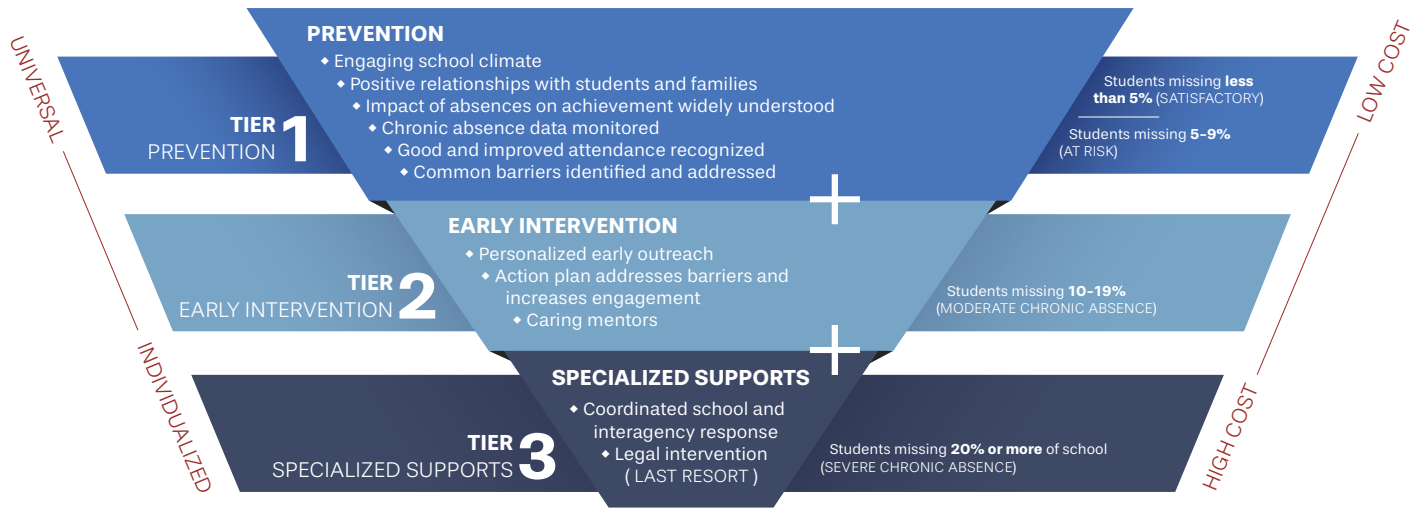 UNIVERSAL
INDIVIDUALIZED
TIER 1
PREVENTION
PREVENTION
◆ Engaging school climate
◆ Positive relationships with students and families
◆ Impact of absences on achievement widely understood
◆ Chronic absence data monitored
◆ Good and improved attendance recognized
◆ Common barriers identified and addressed
Students missing less
than 5% (SATISFACTORY)
Students missing 5-9%
(AT RISK)
+
TIER 2
EARLY INTERVENTION
EARLY INTERVENTION
◆ Personalized early outreach
◆ Action plan addresses barriers and
increases engagement
◆ Caring mentors
Students missing 10-19%
(MODERATE CHRONIC ABSENCE)
+
TIER 3
SPECIALIZED SUPPORTS
SPECIALIZED SUPPORTS
◆ Coordinated school and
interagency response
◆ Legal intervention
( LAST RESORT )
Students missing 20% or more of school
(SEVERE CHRONIC ABSENCE)
LOW COST
HIGH COST